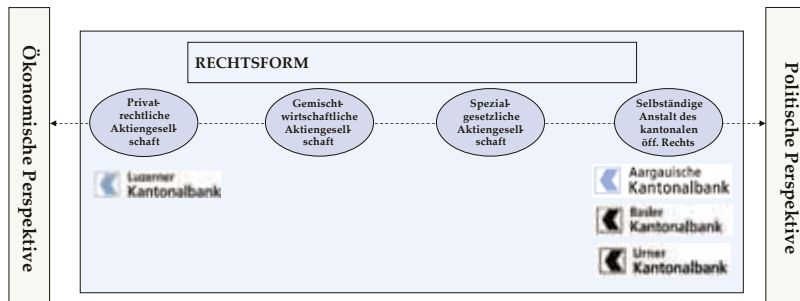 Ökonomische Perspektive
RECHTSFORM
Privat-
rechtliche
Aktiengesell-
schaft
Gemischt-
wirtschaftliche
Aktiengesell-
schaft
Spezial-
gesetzliche
Aktiengesell-
schaft
Selbständige
Anstalt des
kantonalen
öff. Rechts
Luzerner
Kantonalbank
Aargauische
Kantonalbank
Basler
Kantonalbank
Urner
Kantonalbank
Politische Perspektive